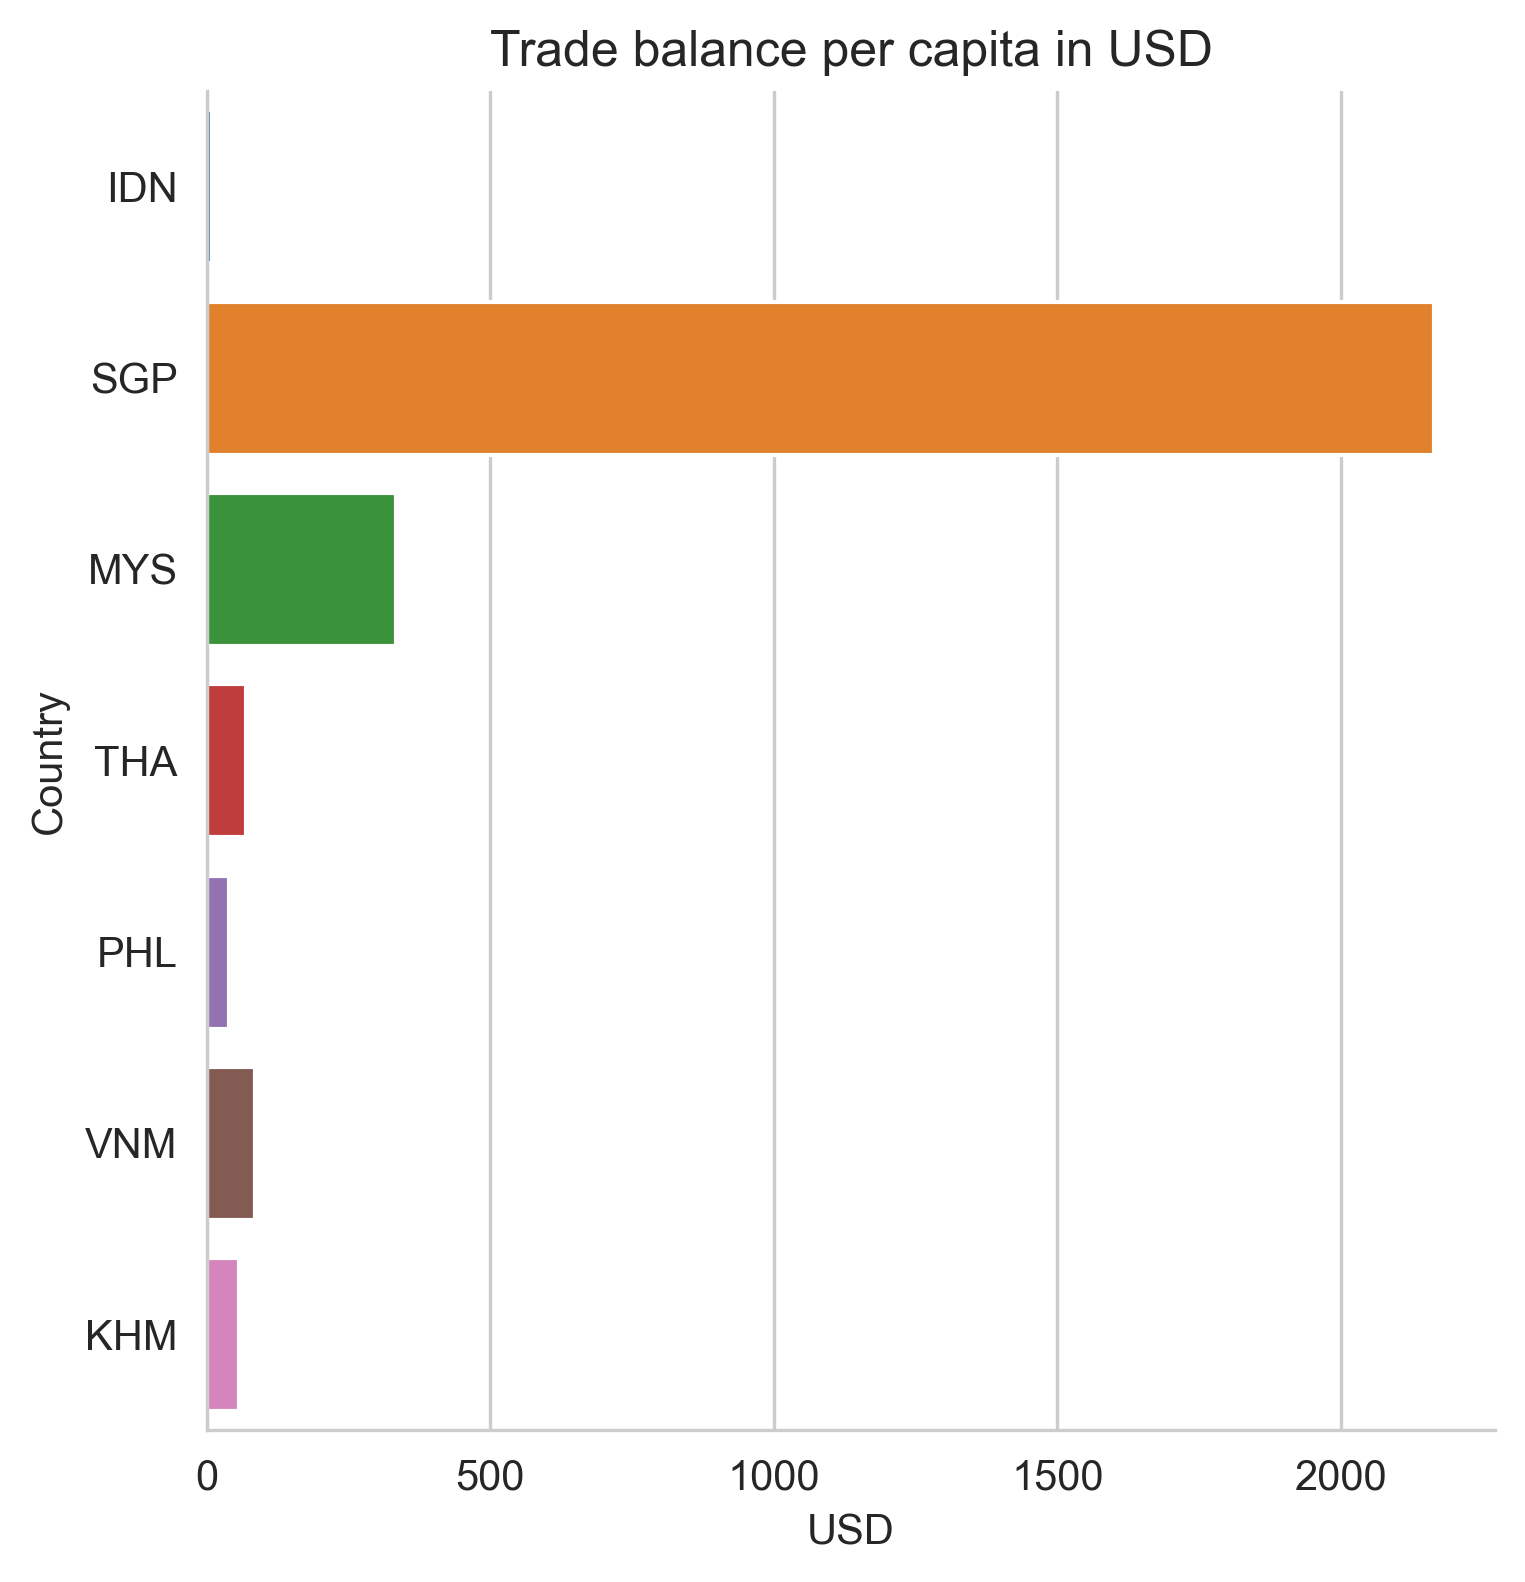 Trade balance per capita in USD
IDN
SGP
MYS
THA
PHL
VNM
KHM
Country
0 500 1000 1500 2000
USD